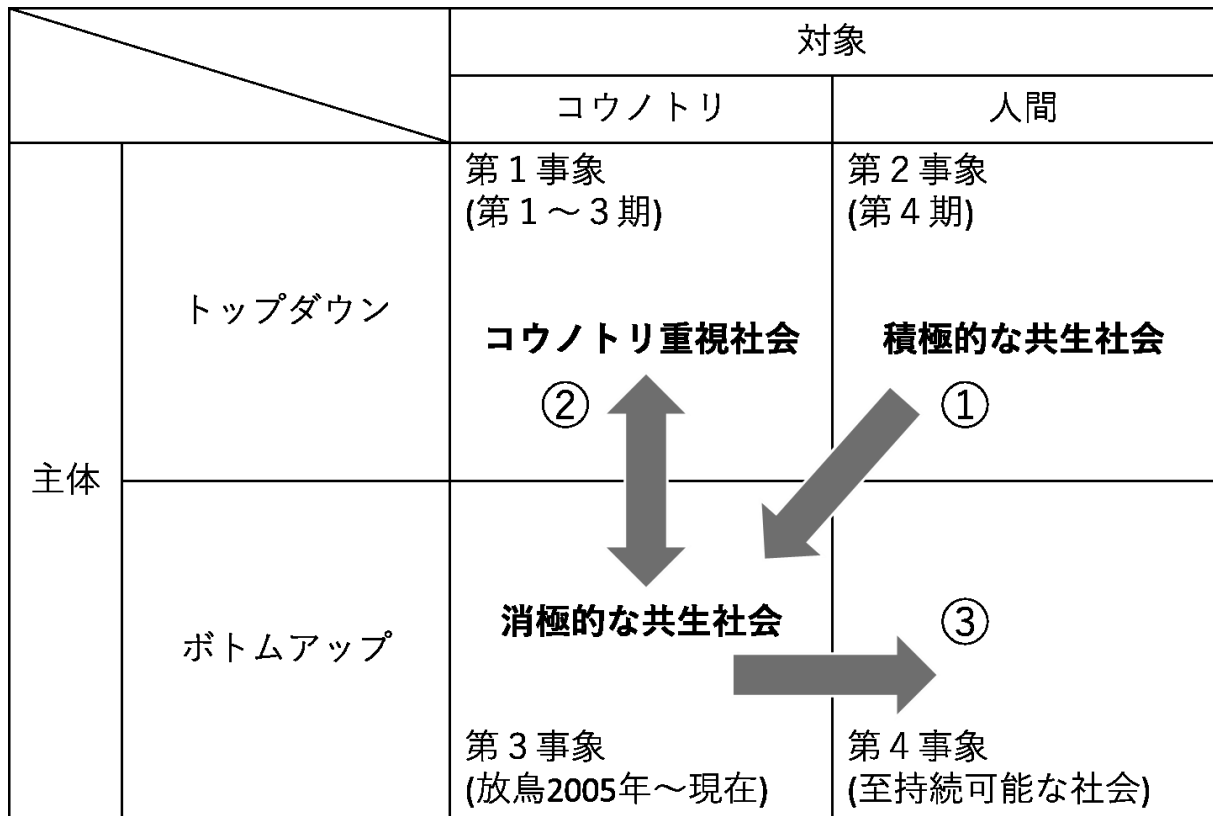 対象
コウノトリ
人間
主体
トップダウン
第１事象
(第１～３期)
コウノトリ重視社会
②
第２事象
(第４期)
積極的な共生社会
①
ボトムアップ
消極的な共生社会
第３事象
(放鳥2005年～現在)
③
第４事象
(至持続可能な社会)